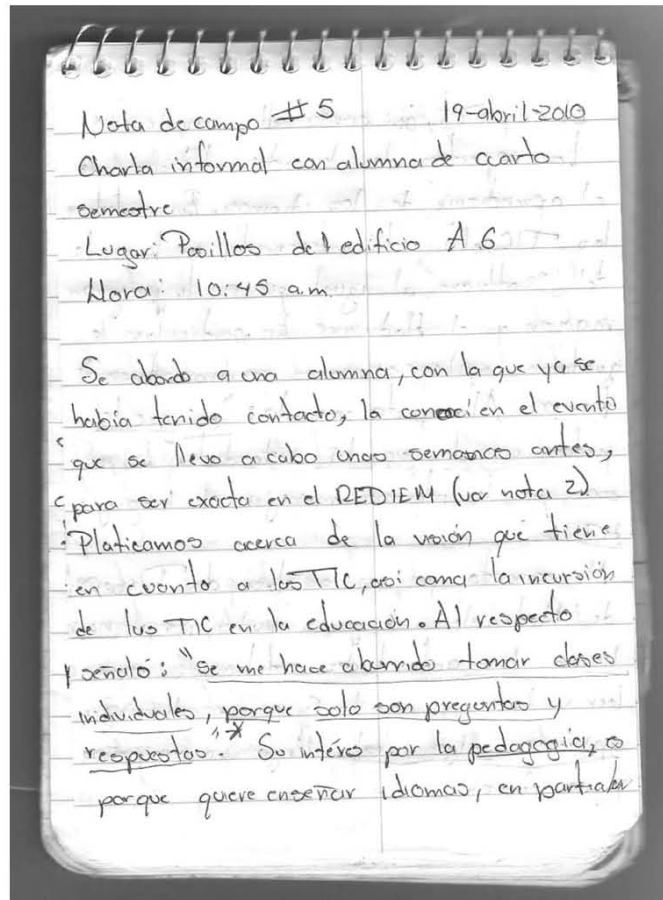 Nota de campo #5 19-abril-2010
Charla informal con alumna de cuarto
semestre
Lugar: Pasillos del edificio A 6
Hora: 10:45 a.m.
Se abordo a una alumna, con la que ya se
había tenido contacto, la conoci en el evento
que se llevo a cabo unas semanas antes,
para ser exacta en el REDIEM (ver nota 2)
Platicamos acerca de la visión que tiene
en cuanto a las TIC, asi como la incursión
de las TIC en la educación. Al respecto
señaló: "Se me hace aburrido tomar clases
individuales, porque solo son preguntas y
respuestas".* Su intéres por la pedagogia, es
porque quiere enseñar idiomas, en particular